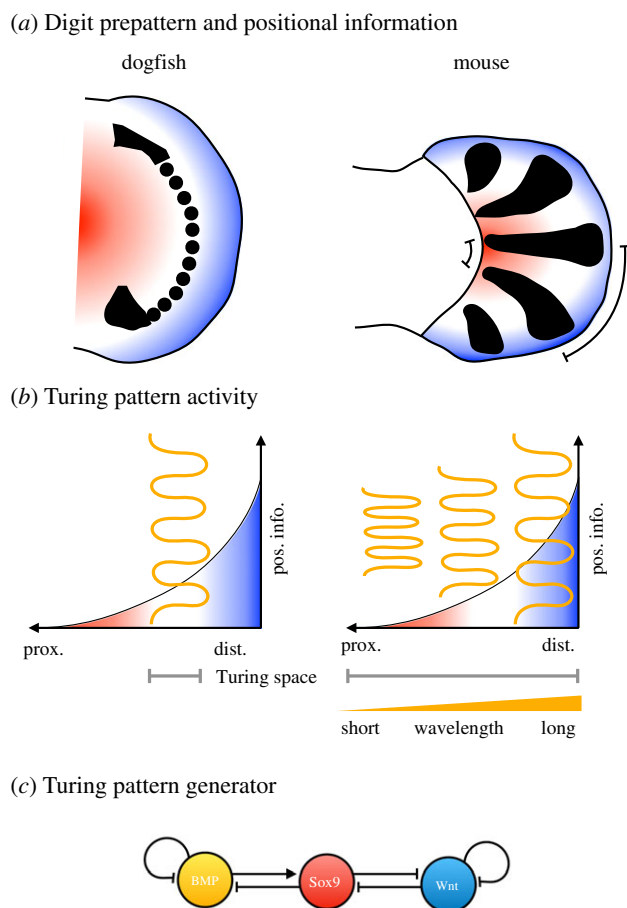 (a) Digit prepattern and positional information
dogfish mouse
(b) Turing pattern activity
pos. info. pos. info.
prox. dist. prox. dist.
Turing space
short wavelength long
(c) Turing pattern generator
BMP Sox9 Wnt